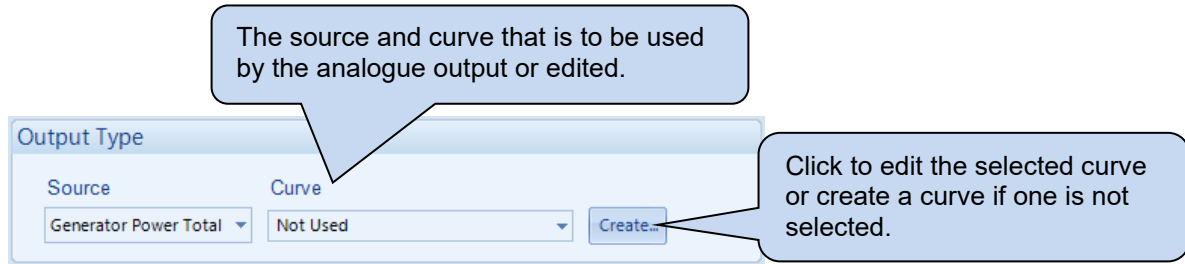 The source and curve that is to be used
by the analogue output or edited.
Output Type
Source
Curve
Generator Power Total
Not Used
Create...
Click to edit the selected curve
or create a curve if one is not
selected.